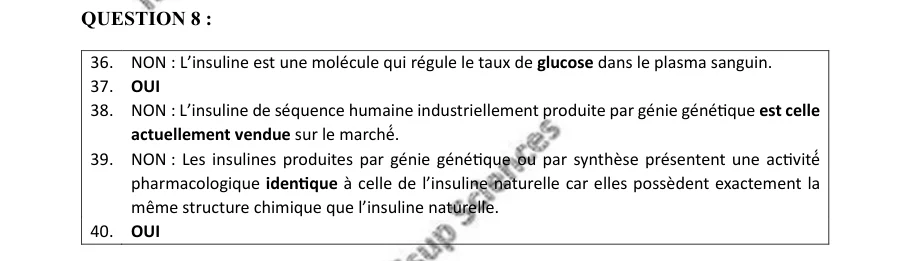 QUESTION 8 :
36. NON : L’insuline est une molécule qui régule le taux de glucose dans le plasma sanguin.
37. OUI
38. NON : L’insuline de séquence humaine industriellement produite par génie génétique est celle
actuellement vendue sur le marché.
39. NON : Les insulines produites par génie génétique ou par synthèse présentent une activité
pharmacologique identique à celle de l’insuline naturelle car elles possèdent exactement la
même structure chimique que l’insuline naturelle.
40. OUI
sup Sciences